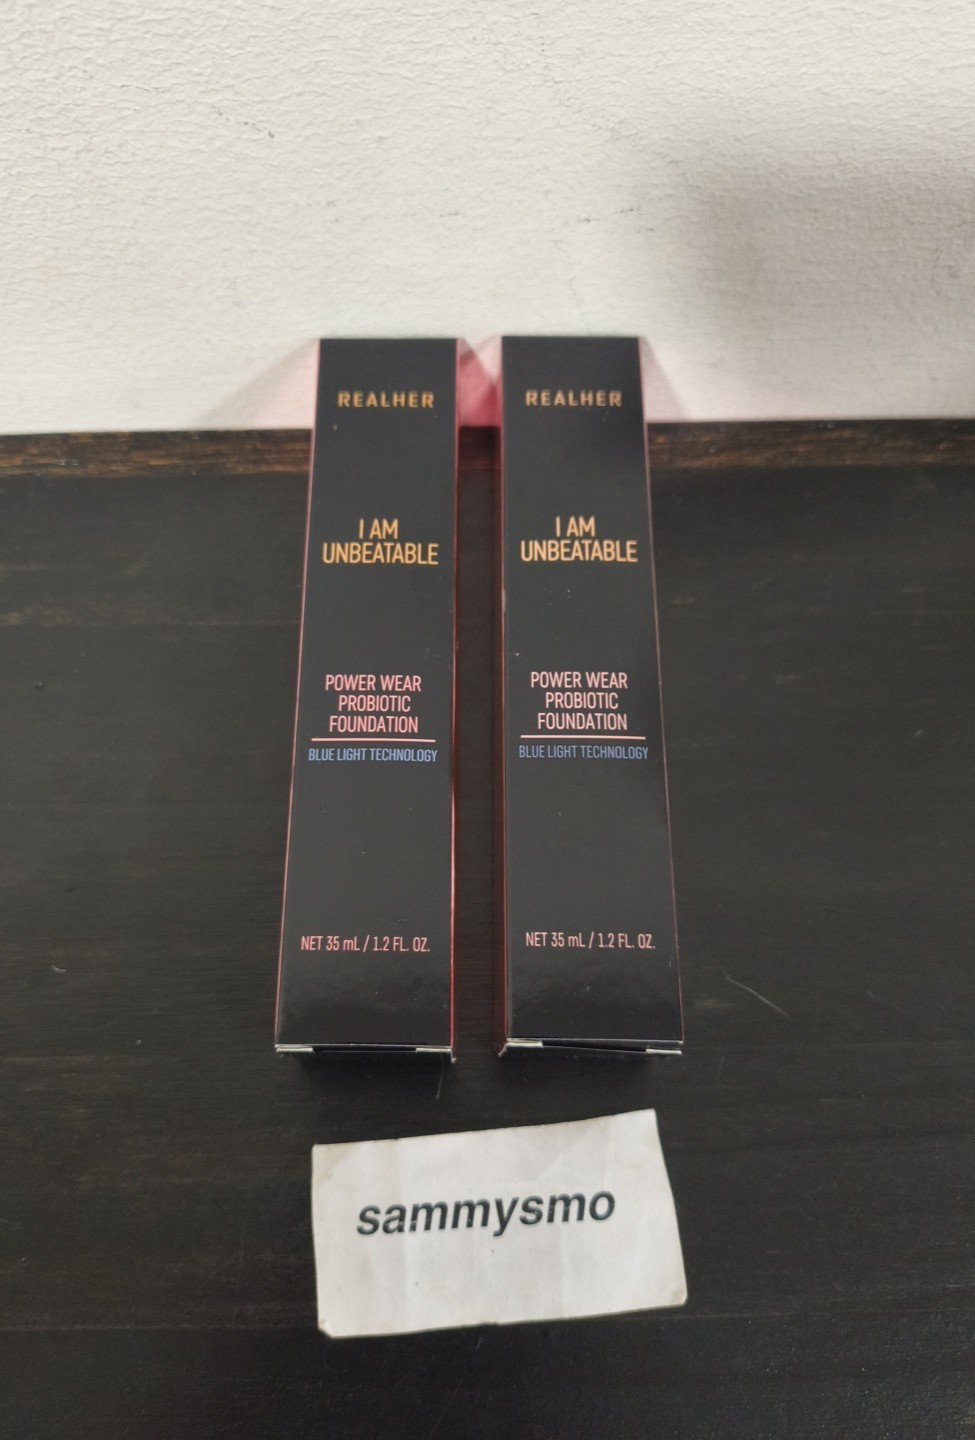 REALHER
I AM
UNBEATABLE
POWER WEAR
PROBIOTIC
FOUNDATION
BLUE LIGHT TECHNOLOGY
NET 35 mL / 1.2 FL. OZ.
REALHER
I AM
UNBEATABLE
POWER WEAR
PROBIOTIC
FOUNDATION
BLUE LIGHT TECHNOLOGY
NET 35 mL / 1.2 FL. OZ.
sammysmo